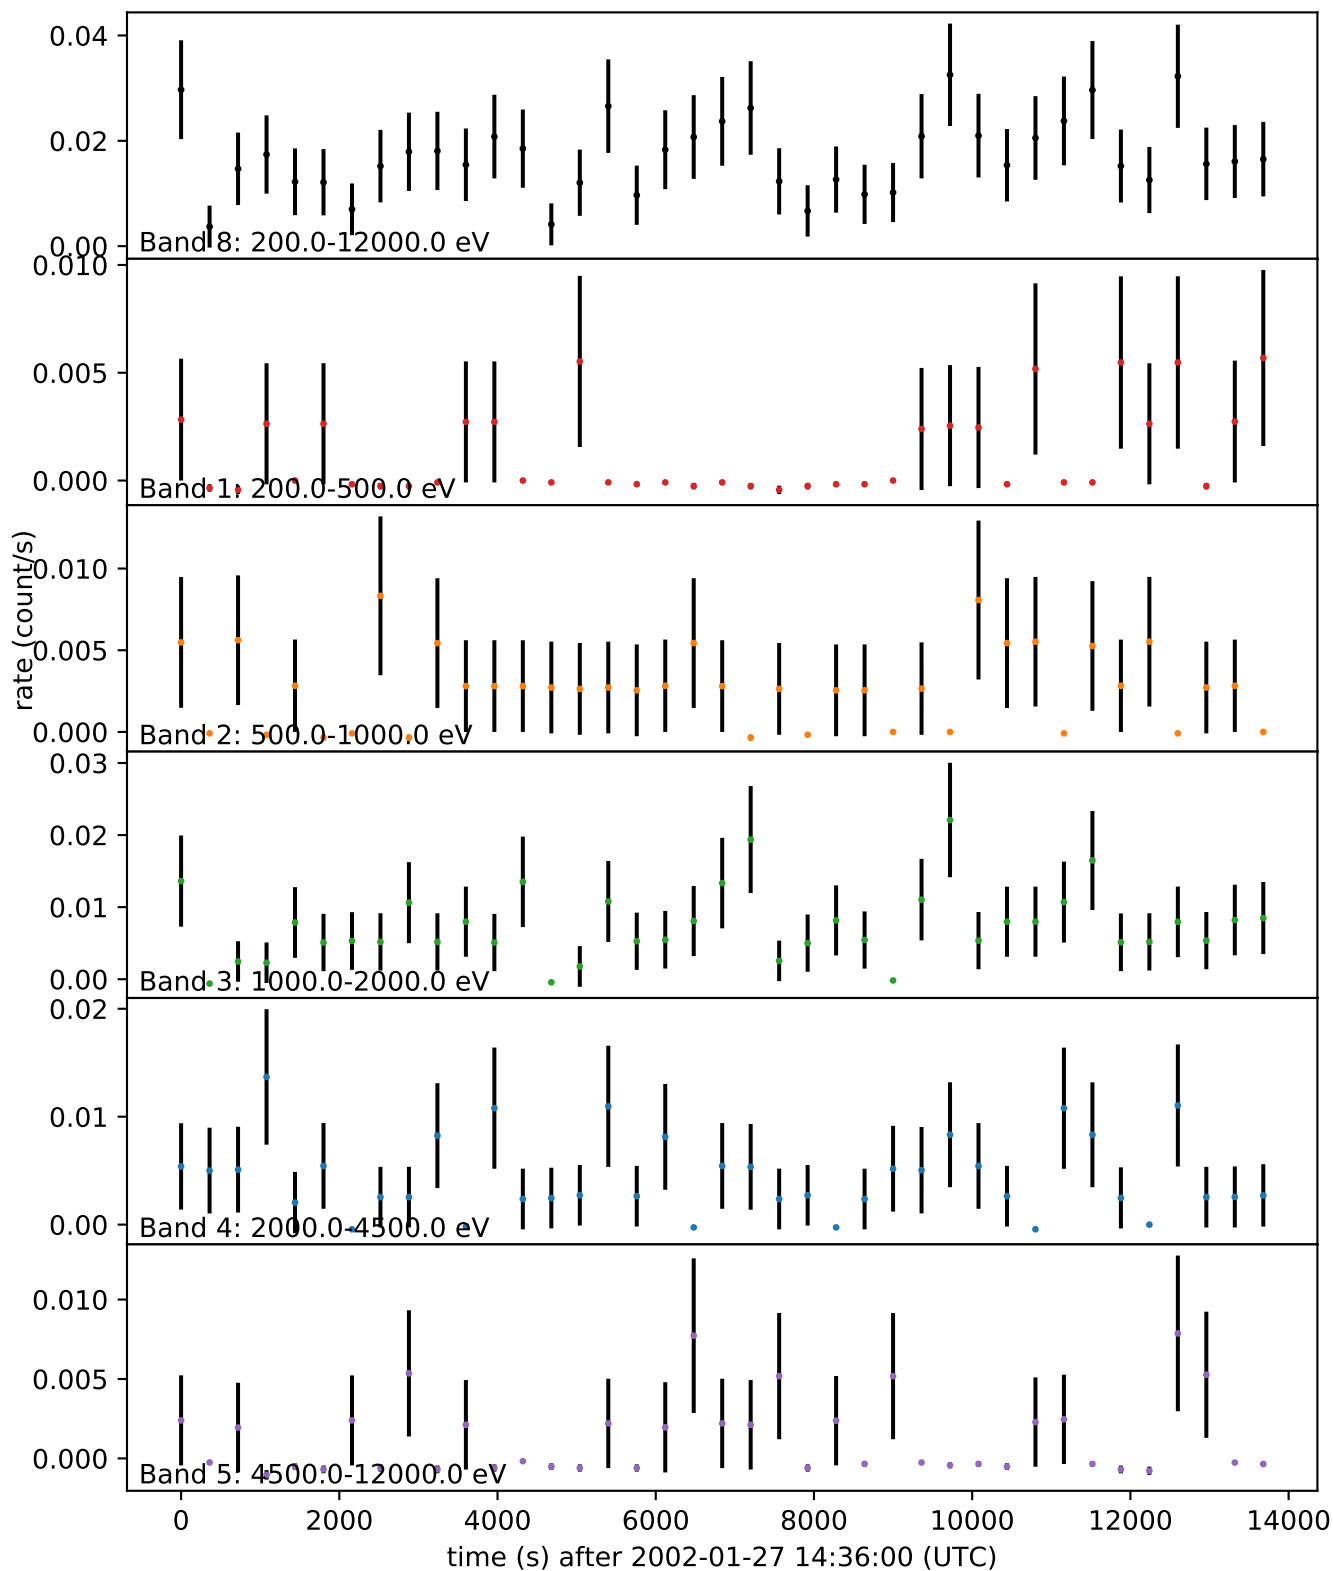 0.04
0.02
0.00
Band 8: 200.0-12000.0 eV
0.010
0.005
0.000
Band 1: 200.0-500.0 eV
rate (count/s)
0.010
0.005
0.000
Band 2: 500.0-1000.0 eV
0.03
0.02
0.01
0.00
Band 3: 1000.0-2000.0 eV
0.02
0.01
0.00
Band 4: 2000.0-4500.0 eV
0.010
0.005
0.000
Band 5: 4500.0-12000.0 eV
0 2000 4000 6000 8000 10000 12000 14000
time (s) after 2002-01-27 14:36:00 (UTC)